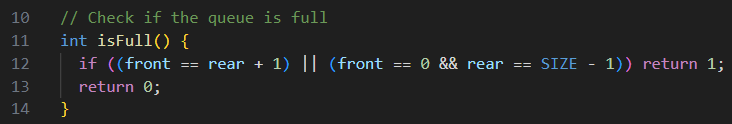 10 // Check if the queue is full
11 int isFull() {
12   if ((front == rear + 1) || (front == 0 && rear == SIZE - 1)) return 1;
13   return 0;
14 }